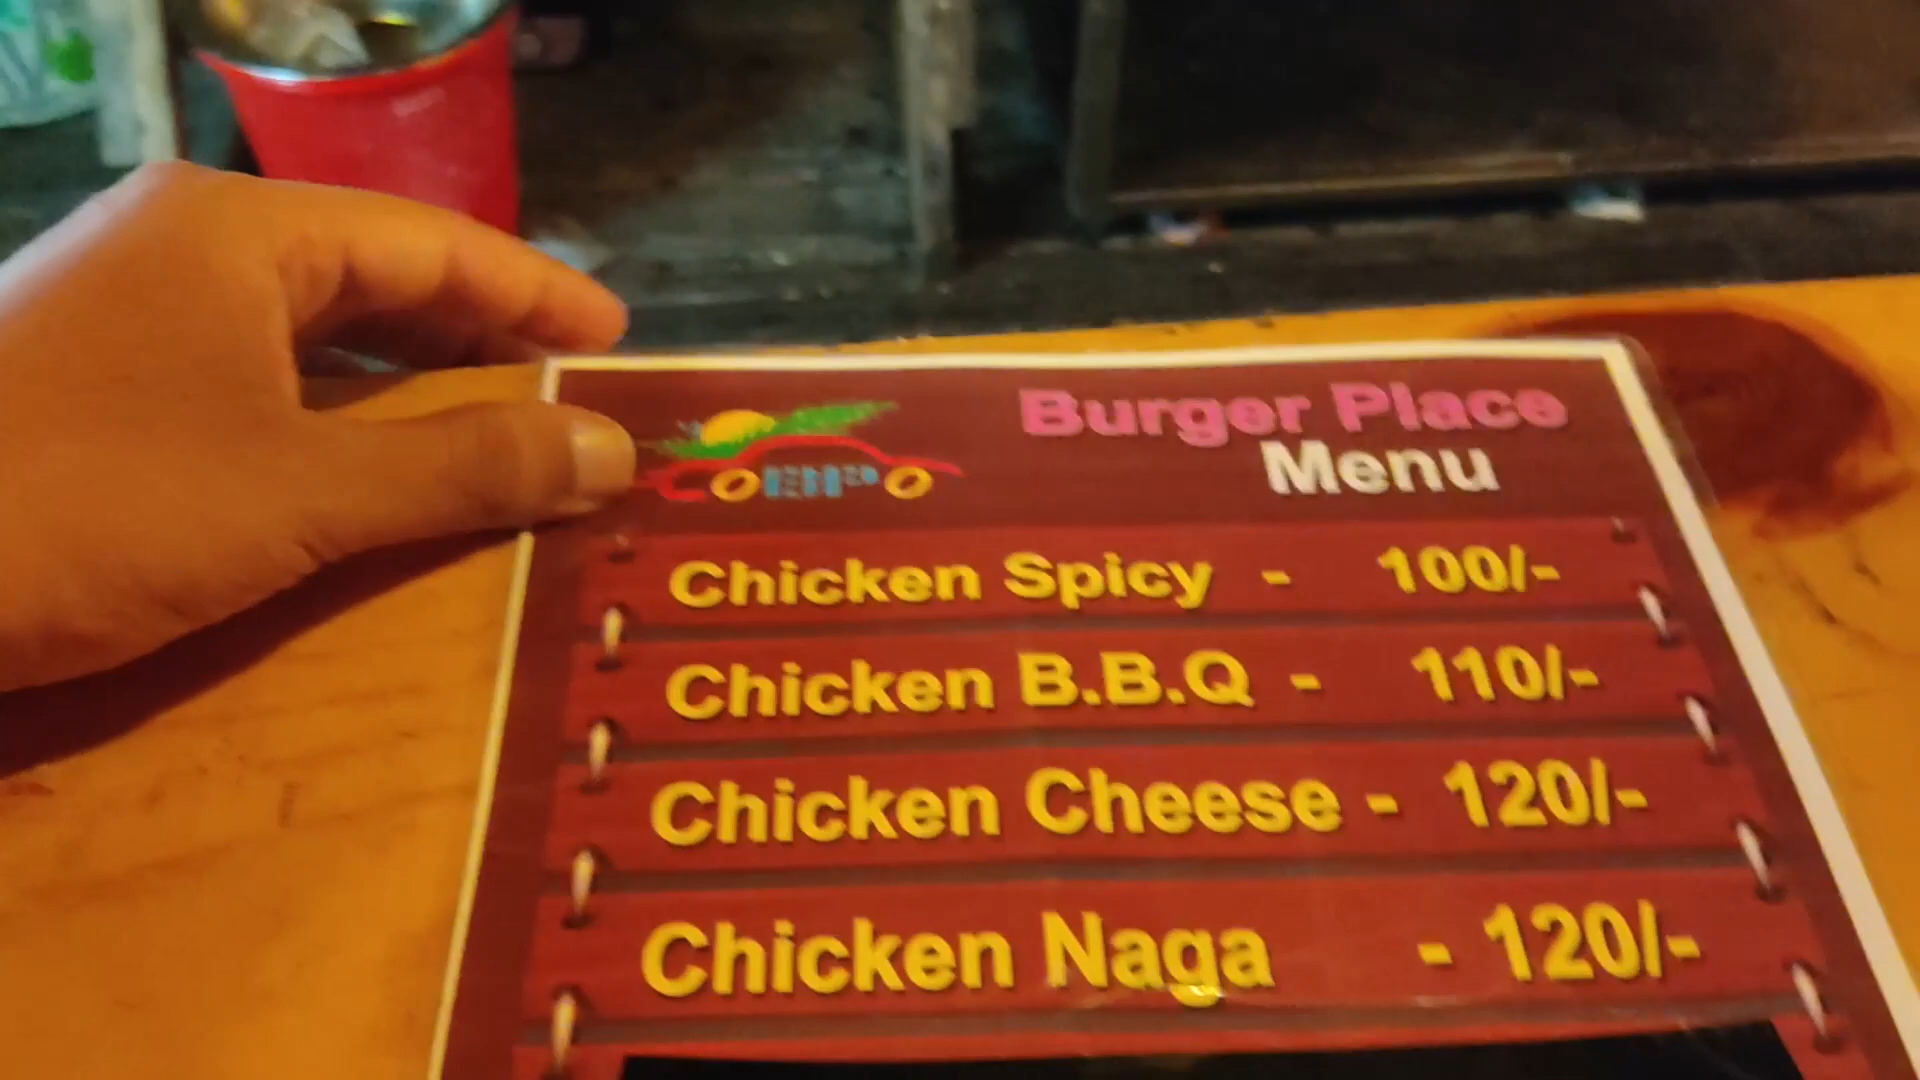 Burger Place
Menu
Chicken Spicy - 100/-
Chicken B.B.Q - 110/-
Chicken Cheese - 120/-
Chicken Naga - 120/-